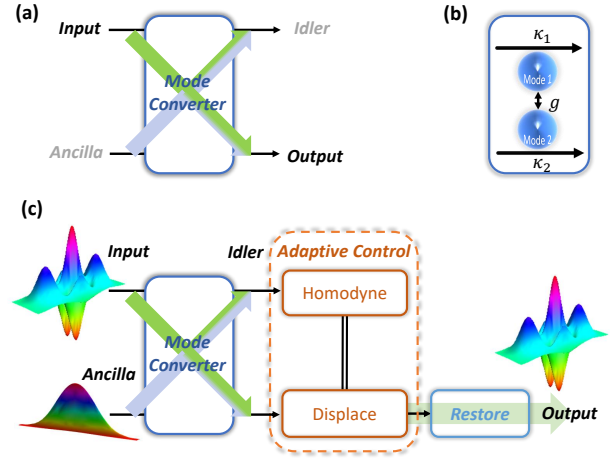 (a)
Input
Idler
Mode
Converter
Ancilla
Output
(b)
κ1
Mode 1
g
Mode 2
κ2
(c)
Input
Idler
Adaptive Control
Homodyne
Mode
Converter
Ancilla
Displace
Restore
Output